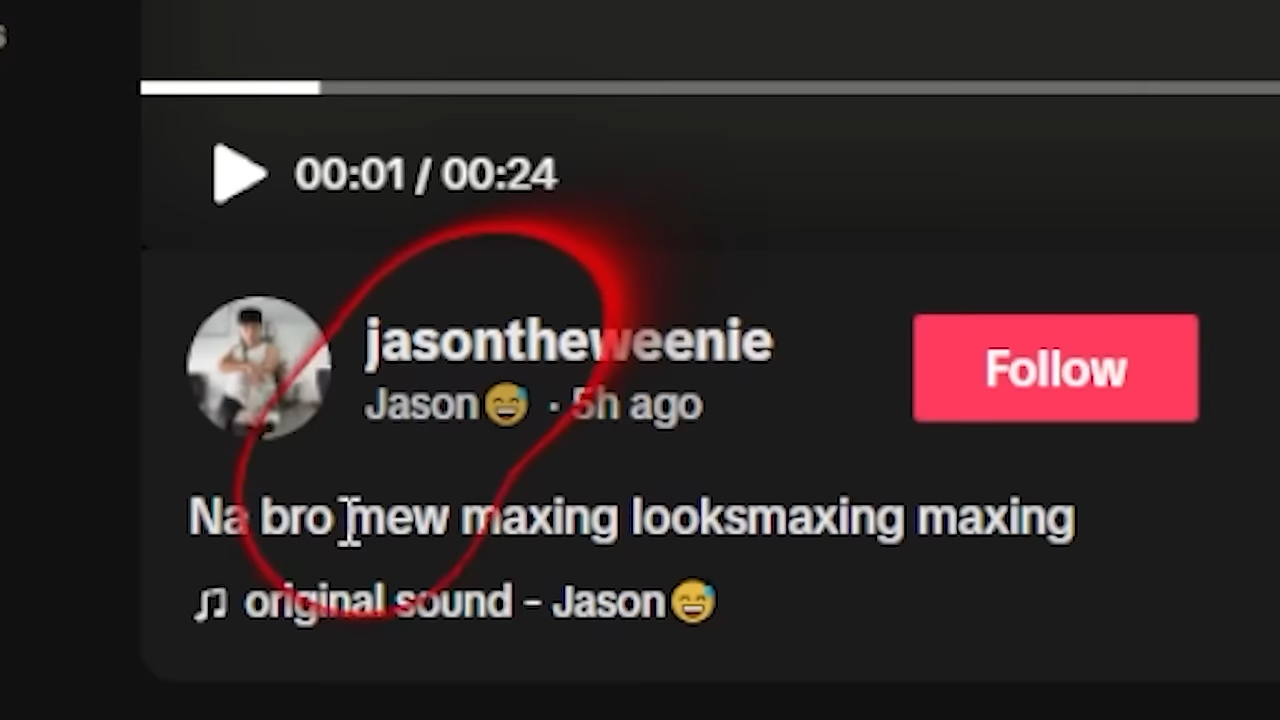 00:01 / 00:24
jasontheweenie
Jason😅 · 5h ago
Follow
Na bro mew maxing looksmaxing maxing
original sound - Jason😅